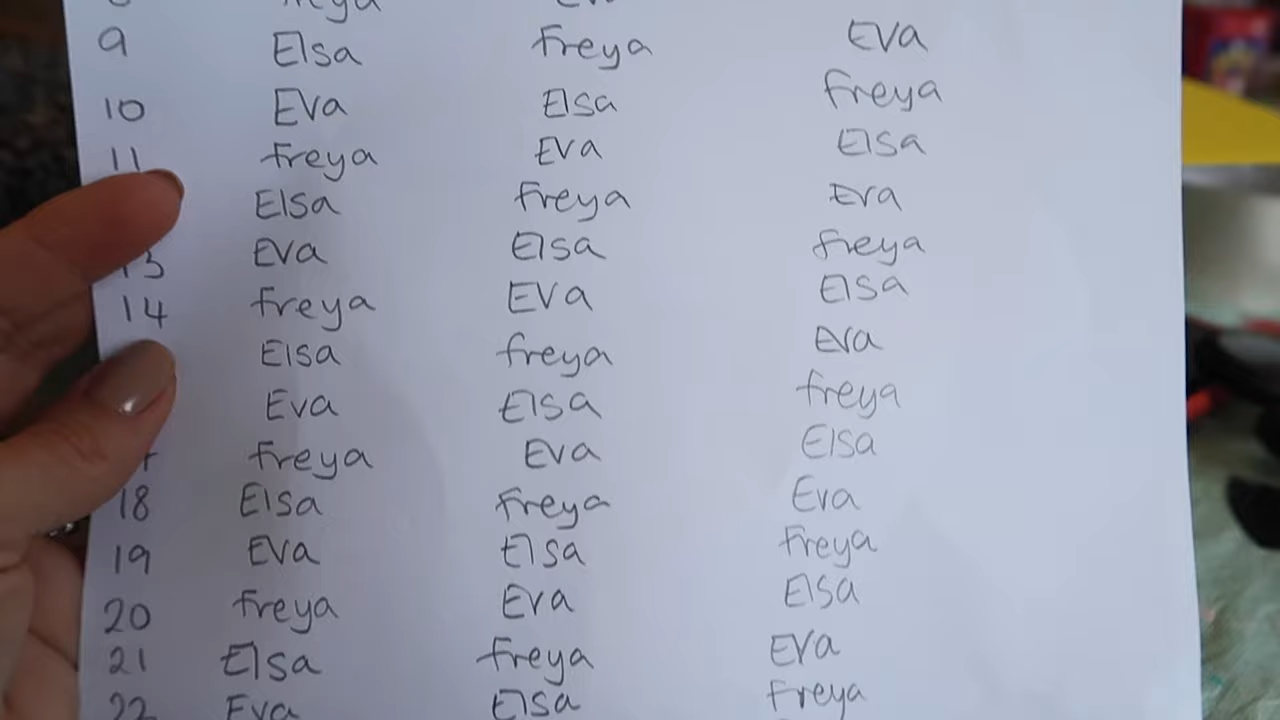 9 Elsa Freya Eva
10 Eva Elsa Freya
11 Freya Eva Elsa
Elsa Freya Eva
13 Eva Elsa Freya
14 Freya Eva Elsa
Elsa Freya Eva
Eva Elsa Freya
Freya Eva Elsa
18 Elsa Freya Eva
19 Eva Elsa Freya
20 Freya Eva Elsa
21 Elsa Freya Eva
22 Eva Elsa Freya